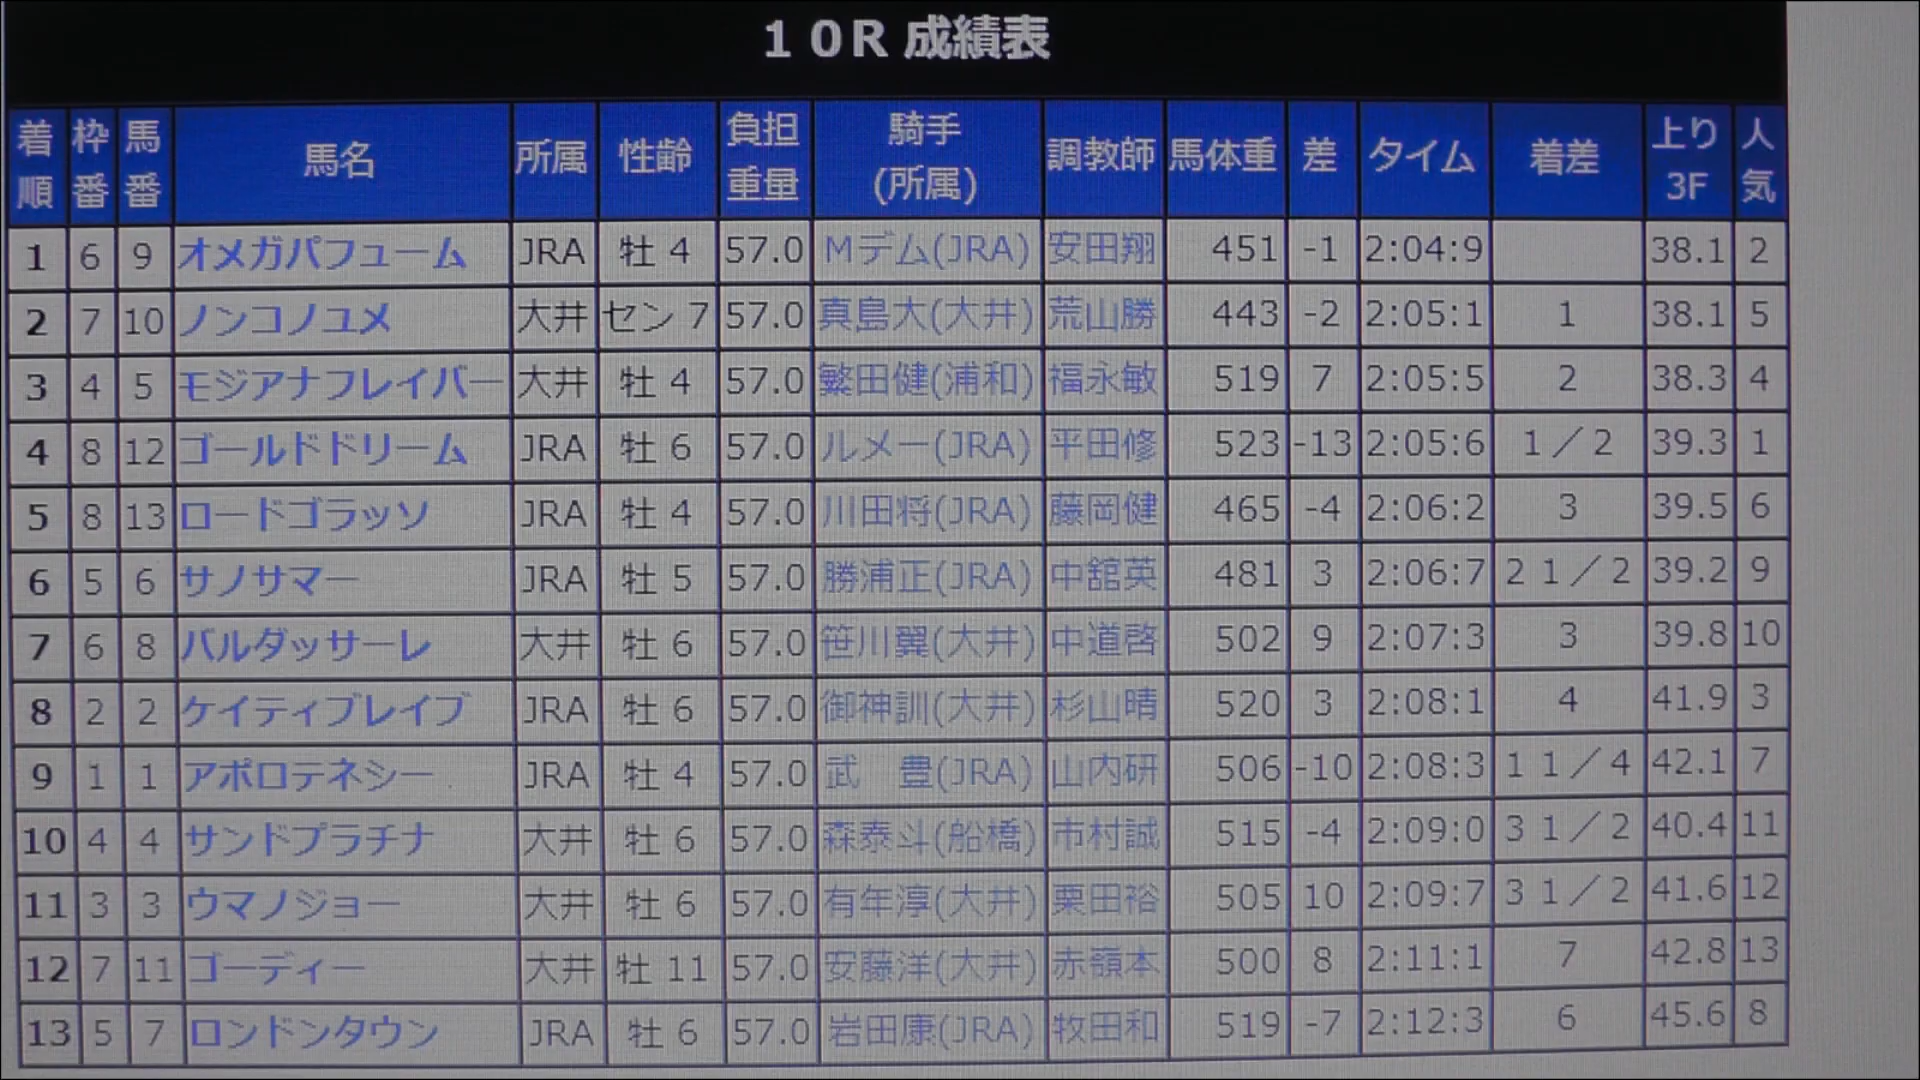 10R 成績表
着順 枠番 馬番 馬名 所属 性齢 負担重量 騎手(所属) 調教師 馬体重 差 タイム 着差 上り3F 人気
1 6 9 オメガパフューム JRA 牡 4 57.0 Mデム(JRA) 安田翔 451 -1 2:04:9 38.1 2
2 7 10 ノンコノユメ 大井 セン 7 57.0 真島大(大井) 荒山勝 443 -2 2:05:1 1 38.1 5
3 4 5 モジアナフレイバー 大井 牡 4 57.0 繁田健(浦和) 福永敏 519 7 2:05:5 2 38.3 4
4 8 12 ゴールドドリーム JRA 牡 6 57.0 ルメー(JRA) 平田修 523 -13 2:05:6 1/2 39.3 1
5 8 13 ロードゴラッソ JRA 牡 4 57.0 川田将(JRA) 藤岡健 465 -4 2:06:2 3 39.5 6
6 5 6 サノサマー JRA 牡 5 57.0 勝浦正(JRA) 中舘英 481 3 2:06:7 2 1/2 39.2 9
7 6 8 バルダッサーレ 大井 牡 6 57.0 笹川翼(大井) 中道啓 502 9 2:07:3 3 39.8 10
8 2 2 ケイティブレイブ JRA 牡 6 57.0 御神訓(大井) 杉山晴 520 3 2:08:1 4 41.9 3
9 1 1 アポロテネシー JRA 牡 4 57.0 武 豊(JRA) 山内研 506 -10 2:08:3 1 1/4 42.1 7
10 4 4 サンドプラチナ 大井 牡 6 57.0 森泰斗(船橋) 市村誠 515 -4 2:09:0 3 1/2 40.4 11
11 3 3 ウマノジョー 大井 牡 6 57.0 有年淳(大井) 栗田裕 505 10 2:09:7 3 1/2 41.6 12
12 7 11 ゴーディー 大井 牡 11 57.0 安藤洋(大井) 赤嶺本 500 8 2:11:1 7 42.8 13
13 5 7 ロンドンタウン JRA 牡 6 57.0 岩田康(JRA) 牧田和 519 -7 2:12:3 6 45.6 8